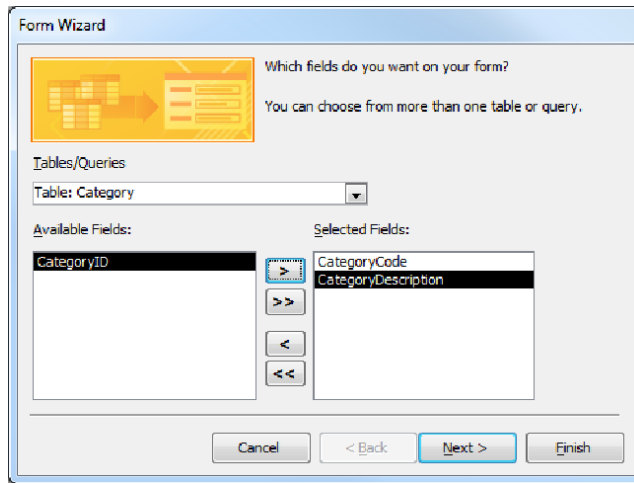 Form Wizard
Which fields do you want on your form?
You can choose from more than one table or query.
Tables/Queries
Table: Category
Available Fields:
Selected Fields:
CategoryID
>
CategoryCode
CategoryDescription
>>
<
<<
Cancel
< Back
Next >
Finish